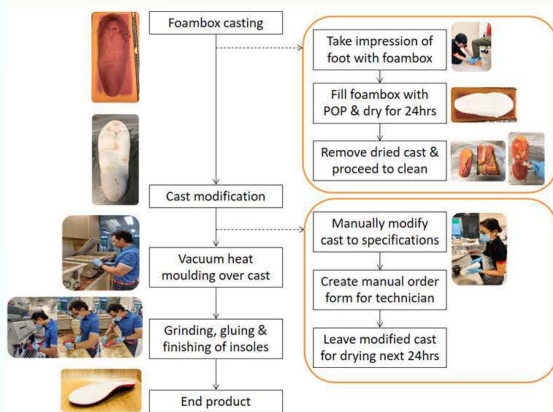 Foambox casting
Take impression of
foot with foambox
Fill foambox with
POP & dry for 24hrs
Remove dried cast &
proceed to clean
Cast modification
Manually modify
cast to specifications
Vacuum heat
moulding over cast
Create manual order
form for technician
Grinding, gluing &
finishing of insoles
Leave modified cast
for drying next 24hrs
End product